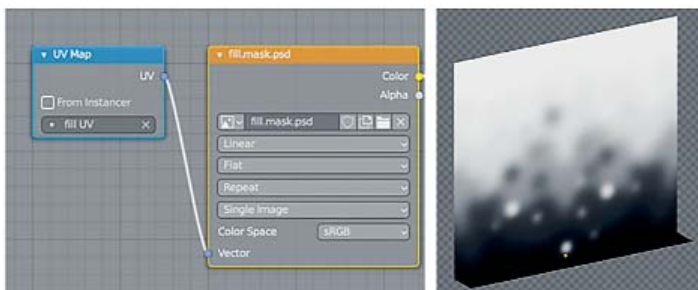 UV Map
UV
From Instancer
fill UV
fill.mask.psd
Color
Alpha
fill.mask.psd
Linear
Flat
Repeat
Single Image
Color Space
sRGB
Vector